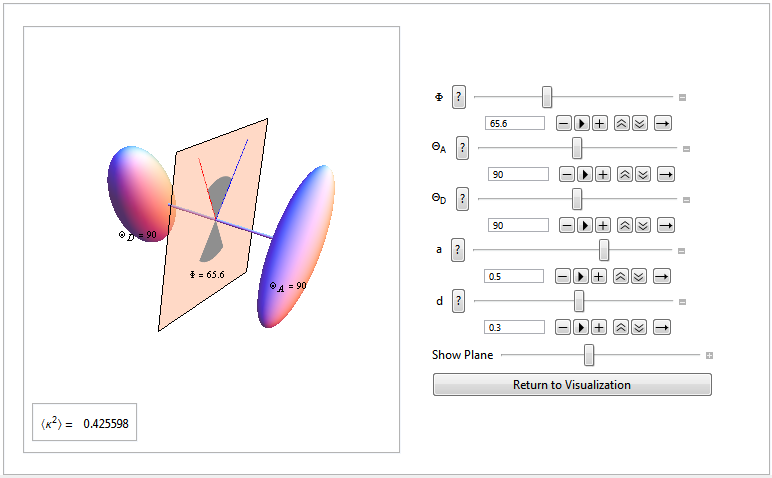 Φ ?
65.6
Θ_A ?
90
Θ_D ?
90
a ?
0.5
d ?
0.3
Show Plane
Return to Visualization
Θ_D = 90
Φ = 65.6
Θ_A = 90
⟨κ²⟩ = 0.425598